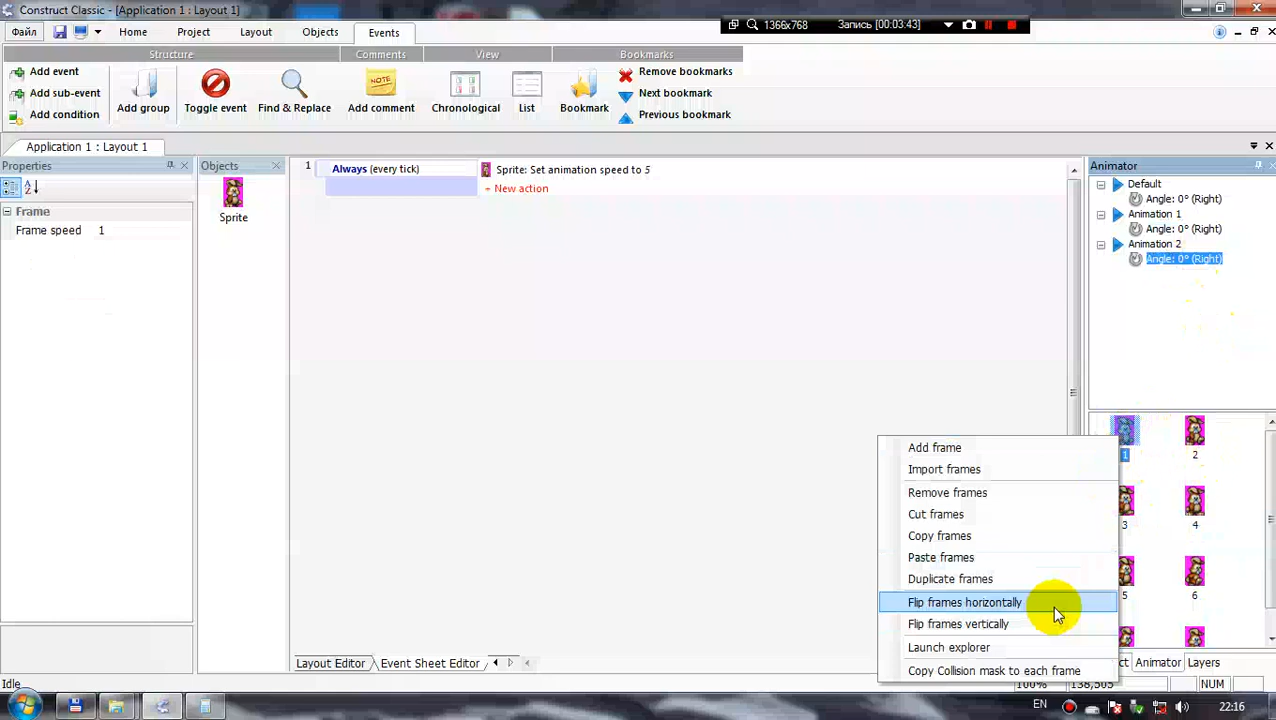 Construct Classic - [Application 1 : Layout 1]
1366x768
Запись [00:03.43]
Файл
Home
Project
Layout
Objects
Events
Structure
Comments
View
Bookmarks
Add event
Add sub-event
Add condition
Add group
Toggle event
Find & Replace
NOTE
Add comment
Chronological
List
Bookmark
Remove bookmarks
Next bookmark
Previous bookmark
Application 1 : Layout 1
Properties
Objects
Animator
Frame
Frame speed 1
Sprite
1
Always (every tick)
Sprite: Set animation speed to 5
+ New action
Default
Angle: 0° (Right)
Animation 1
Angle: 0° (Right)
Animation 2
Angle: 0° (Right)
1
2
3
4
5
6
Add frame
Import frames
Remove frames
Cut frames
Copy frames
Paste frames
Duplicate frames
Flip frames horizontally
Flip frames vertically
Launch explorer
Copy Collision mask to each frame
Layout Editor
Event Sheet Editor
Animator
Layers
Idle
100%
138,505
NUM
EN
22:16